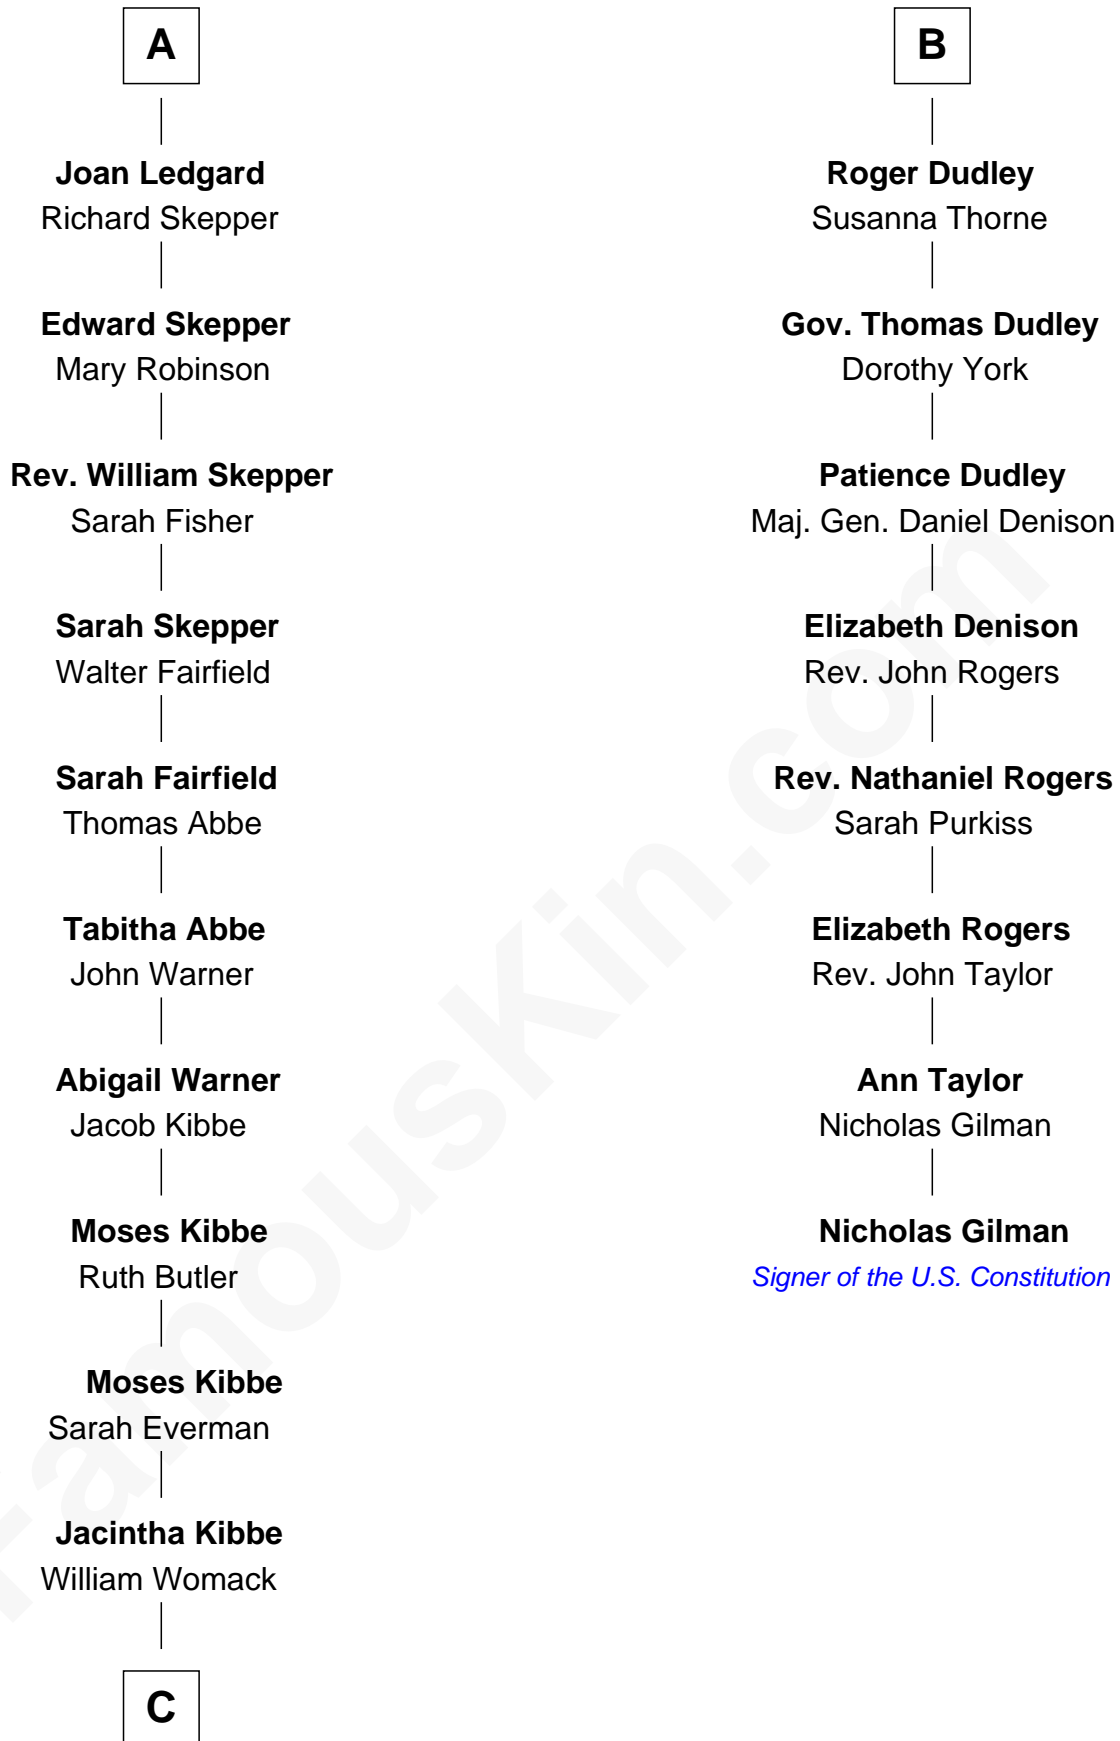 A
Joan Ledgard
Richard Skepper
Edward Skepper
Mary Robinson
Rev. William Skepper
Sarah Fisher
Sarah Skepper
Walter Fairfield
Sarah Fairfield
Thomas Abbe
Tabitha Abbe
John Warner
Abigail Warner
Jacob Kibbe
Moses Kibbe
Ruth Butler
Moses Kibbe
Sarah Everman
Jacintha Kibbe
William Womack
C
B
Roger Dudley
Susanna Thorne
Gov. Thomas Dudley
Dorothy York
Patience Dudley
Maj. Gen. Daniel Denison
Elizabeth Denison
Rev. John Rogers
Rev. Nathaniel Rogers
Sarah Purkiss
Elizabeth Rogers
Rev. John Taylor
Ann Taylor
Nicholas Gilman
Nicholas Gilman
Signer of the U.S. Constitution
FamousKin.com